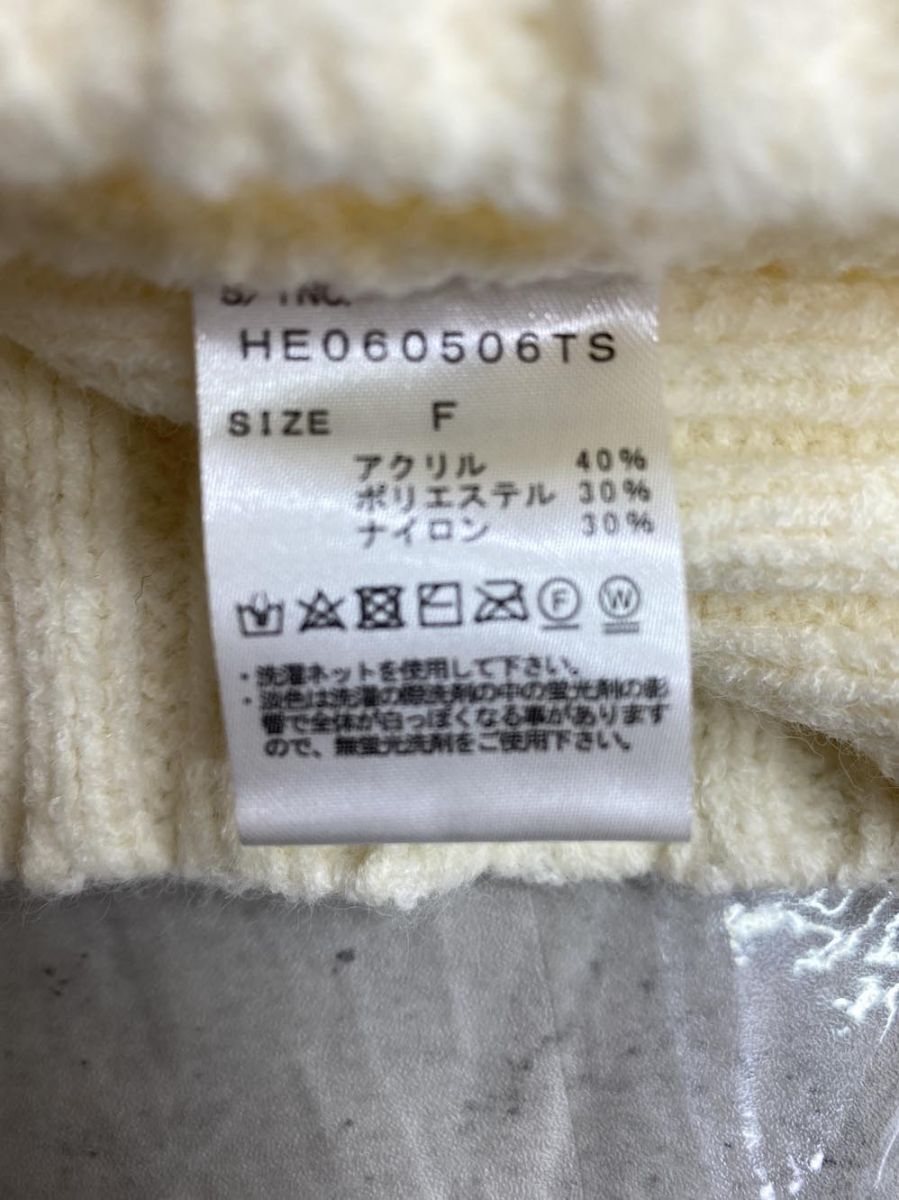 S/TNO.
HE060506TS
SIZE F
アクリル 40%
ポリエステル 30%
ナイロン 30%
F W
・洗濯ネットを使用して下さい。
・淡色は洗濯の際洗剤の中の蛍光剤の影
響で全体が白っぽくなる事があります
ので、無蛍光洗剤をご使用下さい。